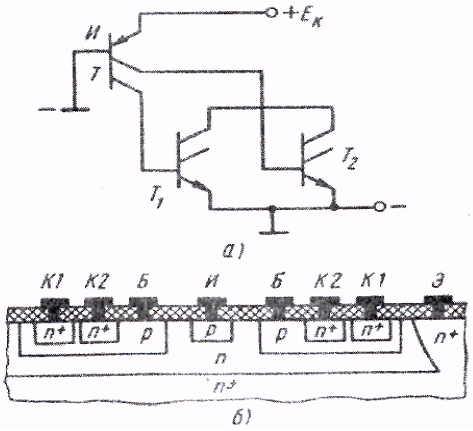 +Eк
И
Т
−
T₁
T₂
−
а)
К1 К2 Б И Б К2 К1 Э
n⁺ n⁺ p p p n⁺ n⁺ n⁺
n
n⁺
б)